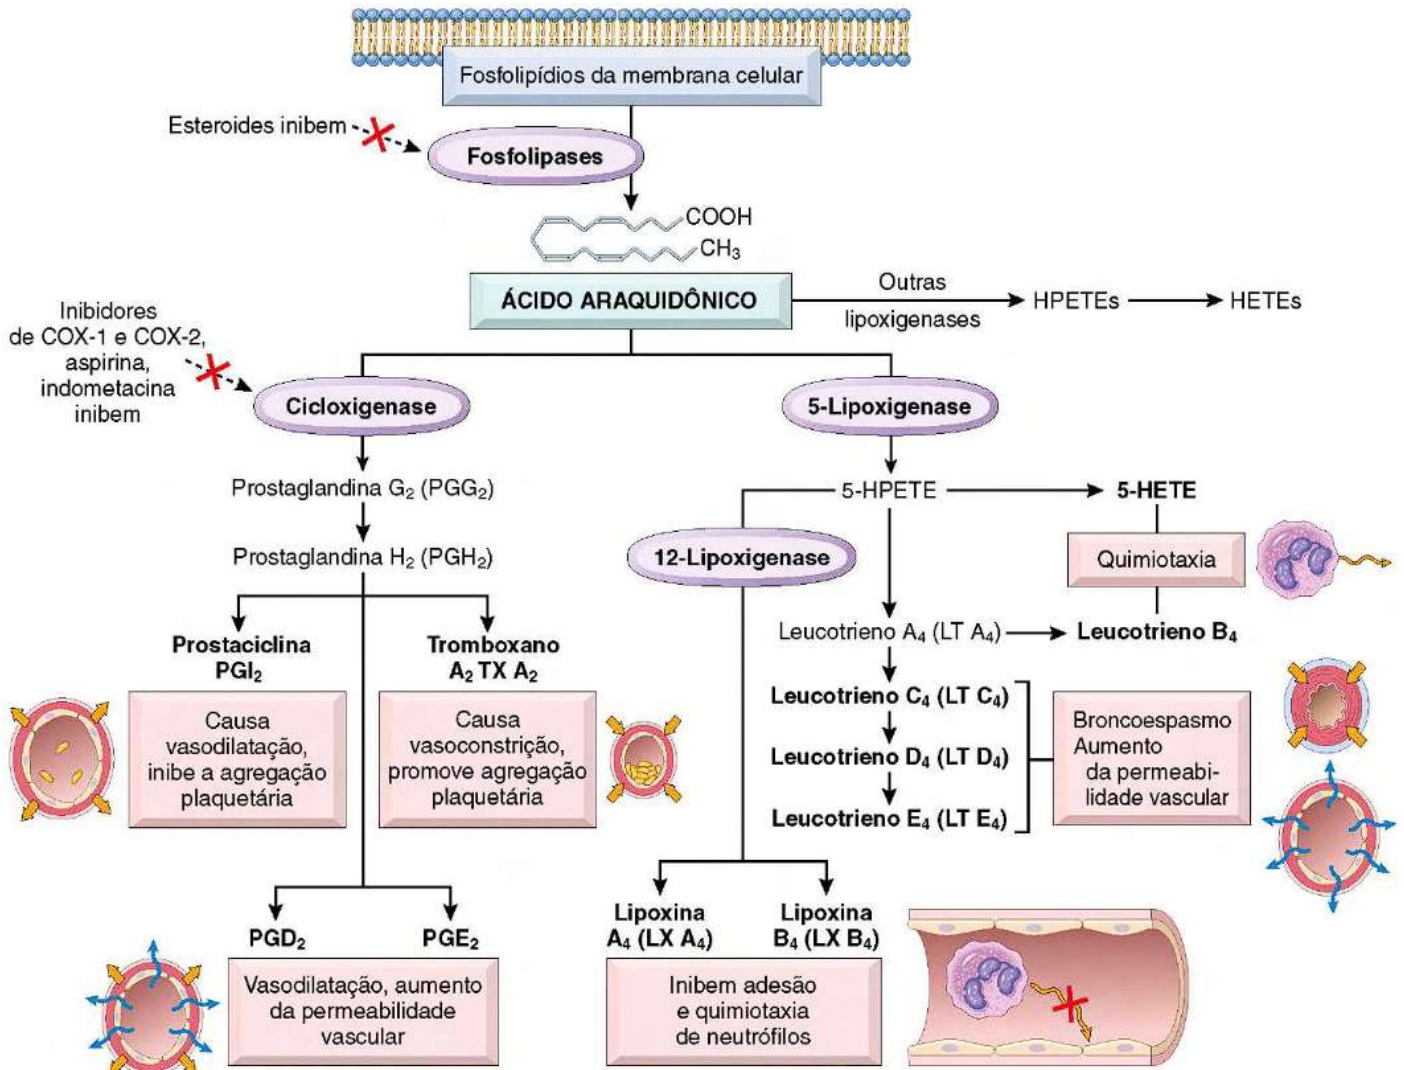 Fosfolipídios da membrana celular
Esteroides inibem
Fosfolipases
COOH
CH₃
ÁCIDO ARAQUIDÔNICO
Outras
lipoxigenases
HPETEs
HETEs
Inibidores
de COX-1 e COX-2,
aspirina,
indometacina
inibem
Cicloxigenase
5-Lipoxigenase
Prostaglandina G₂ (PGG₂)
Prostaglandina H₂ (PGH₂)
5-HPETE
5-HETE
12-Lipoxigenase
Quimiotaxia
Leucotrieno A₄ (LT A₄)
Leucotrieno B₄
Prostaciclina
PGI₂
Causa
vasodilatação,
inibe a agregação
plaquetária
Tromboxano
A₂ TX A₂
Causa
vasoconstrição,
promove agregação
plaquetária
Leucotrieno C₄ (LT C₄)
Leucotrieno D₄ (LT D₄)
Leucotrieno E₄ (LT E₄)
Broncoespasmo
Aumento
da permeabi-
lidade vascular
PGD₂
PGE₂
Vasodilatação, aumento
da permeabilidade
vascular
Lipoxina
A₄ (LX A₄)
Lipoxina
B₄ (LX B₄)
Inibem adesão
e quimiotaxia
de neutrófilos